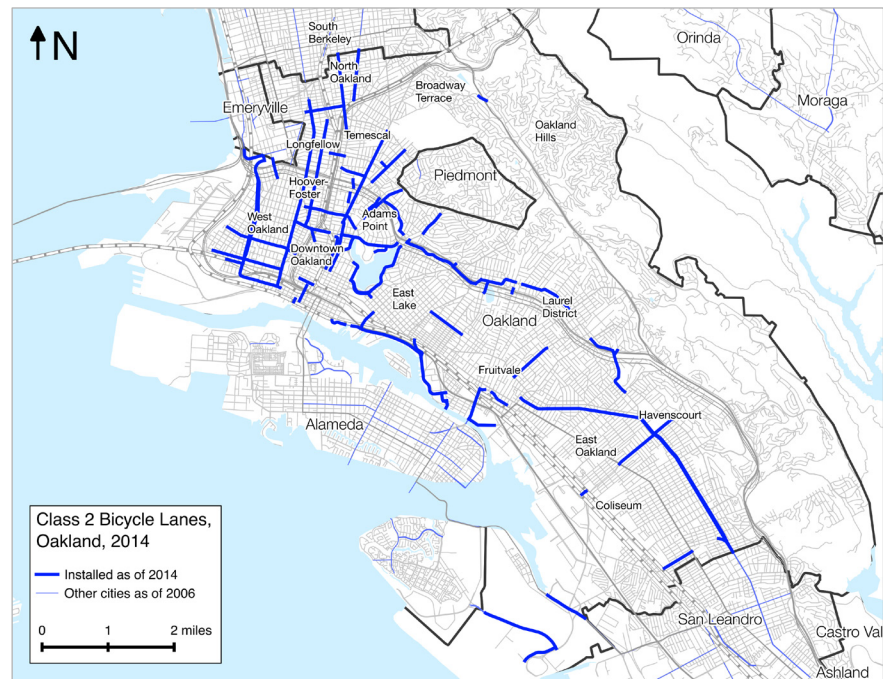 N
South
Berkeley
Orinda
North
Oakland
Broadway
Terrace
Moraga
Emeryville
Oakland
Hills
Temescal
Longfellow
Piedmont
Hoover-
Foster
West
Oakland
Adams
Point
Downtown
Oakland
East
Lake
Laurel
District
Oakland
Fruitvale
Havenscourt
Alameda
East
Oakland
Coliseum
Class 2 Bicycle Lanes,
Oakland, 2014
Installed as of 2014
Other cities as of 2006
0 1 2 miles
San Leandro
Castro Val
Ashland